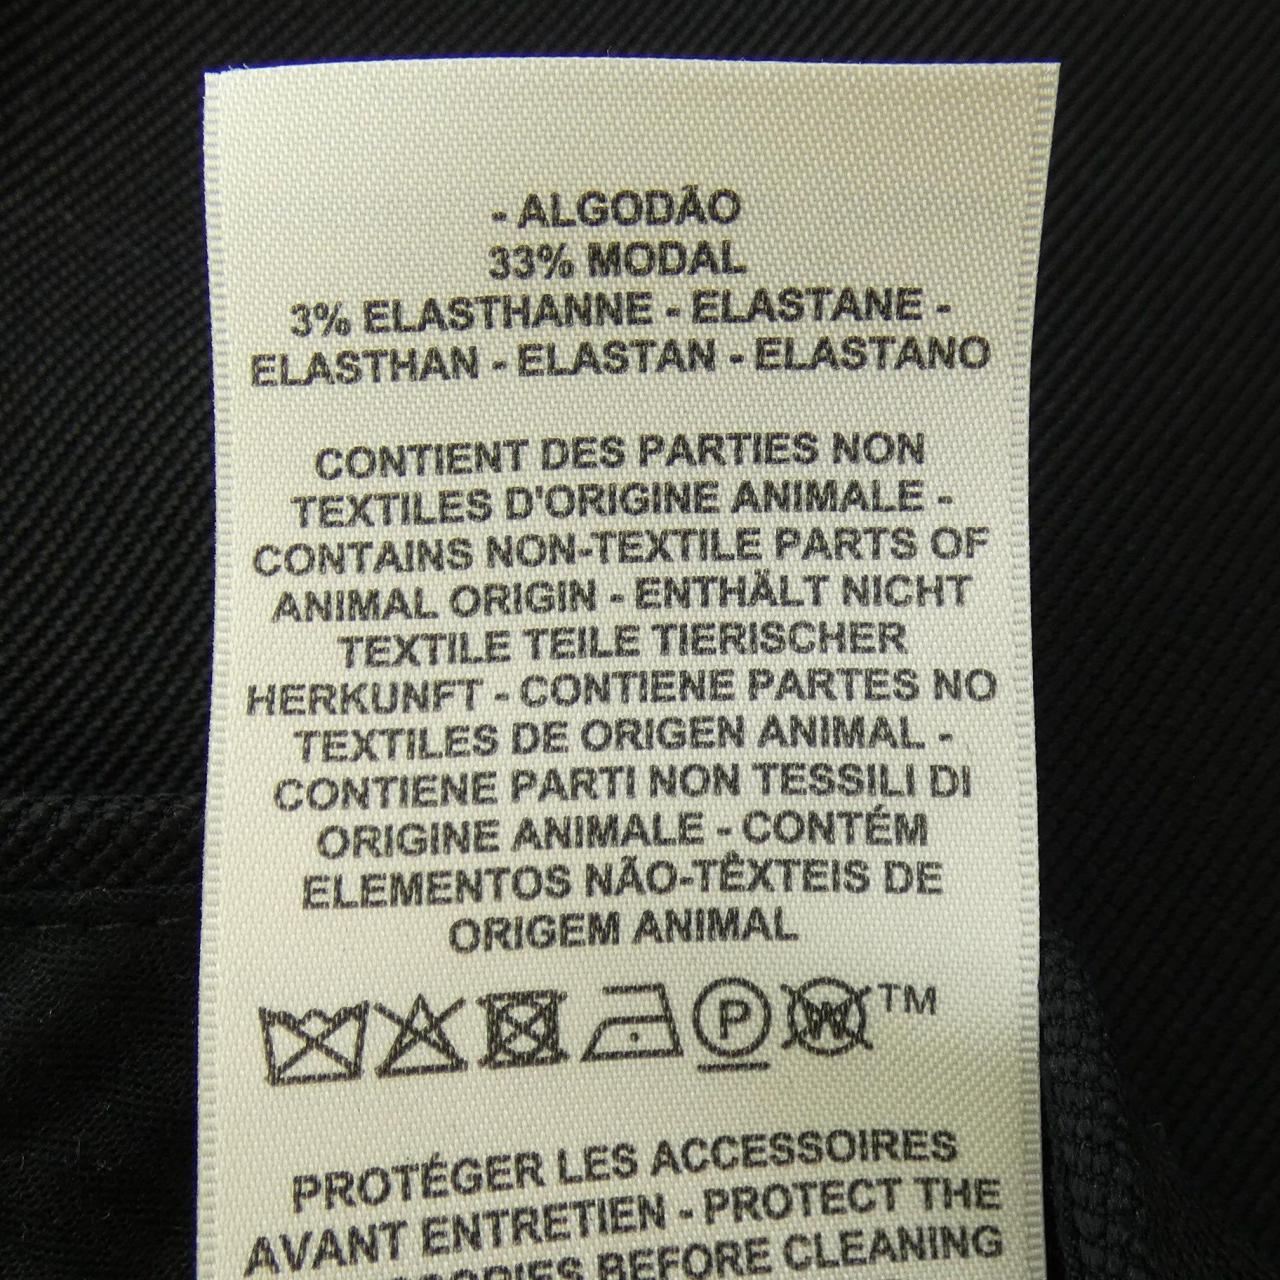 - ALGODÃO
33% MODAL
3% ELASTHANNE - ELASTANE -
ELASTHAN - ELASTAN - ELASTANO
CONTIENT DES PARTIES NON
TEXTILES D'ORIGINE ANIMALE -
CONTAINS NON-TEXTILE PARTS OF
ANIMAL ORIGIN - ENTHÄLT NICHT
TEXTILE TEILE TIERISCHER
HERKUNFT - CONTIENE PARTES NO
TEXTILES DE ORIGEN ANIMAL -
CONTIENE PARTI NON TESSILI DI
ORIGINE ANIMALE - CONTÉM
ELEMENTOS NÃO-TÊXTEIS DE
ORIGEM ANIMAL
P W TM
PROTÉGER LES ACCESSOIRES
AVANT ENTRETIEN - PROTECT THE
BEFORE CLEANING